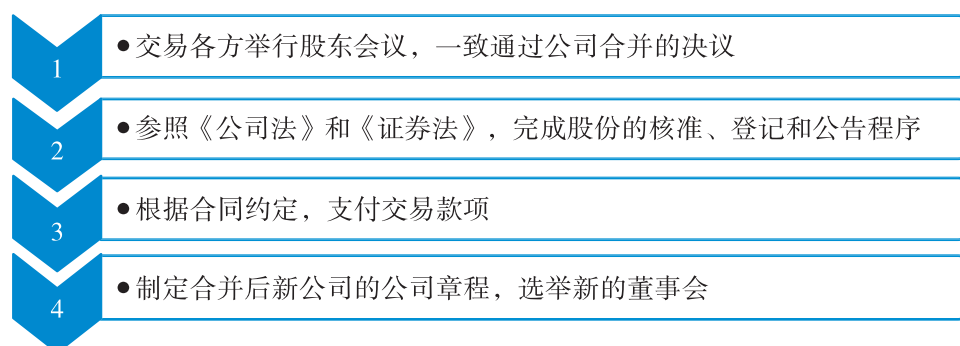 1
●交易各方举行股东会议，一致通过公司合并的决议
2
●参照《公司法》和《证券法》，完成股份的核准、登记和公告程序
3
●根据合同约定，支付交易款项
4
●制定合并后新公司的公司章程，选举新的董事会